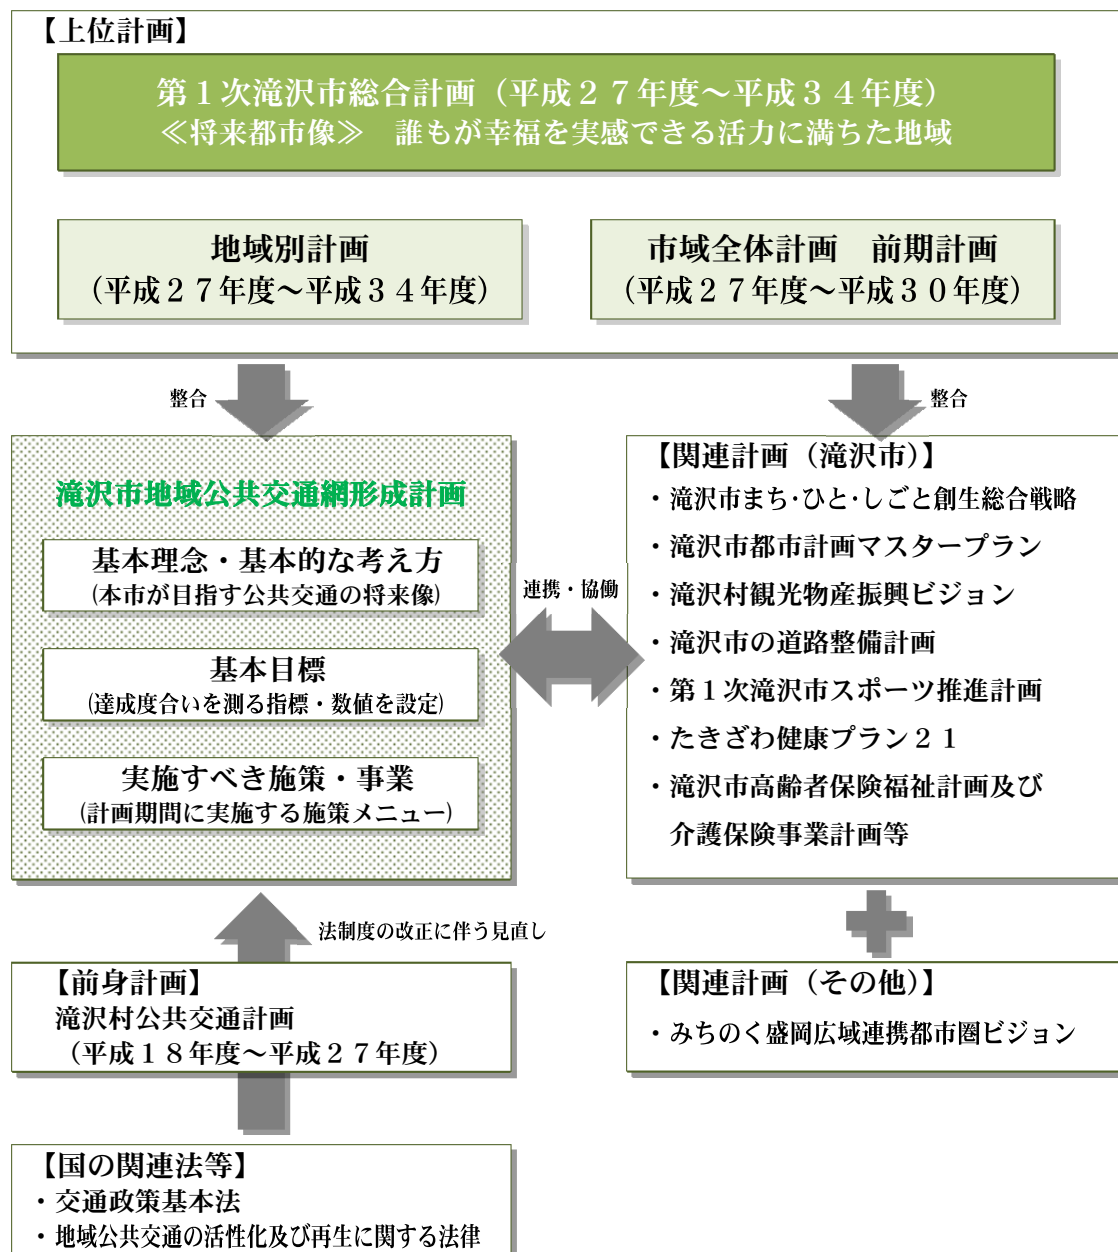 【上位計画】
第１次滝沢市総合計画（平成２７年度～平成３４年度）
≪将来都市像≫　誰もが幸福を実感できる活力に満ちた地域
地域別計画
（平成２７年度～平成３４年度）
市域全体計画　前期計画
（平成２７年度～平成３０年度）
整合
整合
滝沢市地域公共交通網形成計画
基本理念・基本的な考え方
(本市が目指す公共交通の将来像)
基本目標
(達成度合いを測る指標・数値を設定)
実施すべき施策・事業
(計画期間に実施する施策メニュー)
連携・協働
【関連計画（滝沢市）】
・滝沢市まち･ひと･しごと創生総合戦略
・滝沢市都市計画マスタープラン
・滝沢村観光物産振興ビジョン
・滝沢市の道路整備計画
・第１次滝沢市スポーツ推進計画
・たきざわ健康プラン２１
・滝沢市高齢者保険福祉計画及び
介護保険事業計画等
法制度の改正に伴う見直し
【前身計画】
滝沢村公共交通計画
（平成１８年度～平成２７年度）
【関連計画（その他）】
・みちのく盛岡広域連携都市圏ビジョン
【国の関連法等】
・交通政策基本法
・地域公共交通の活性化及び再生に関する法律